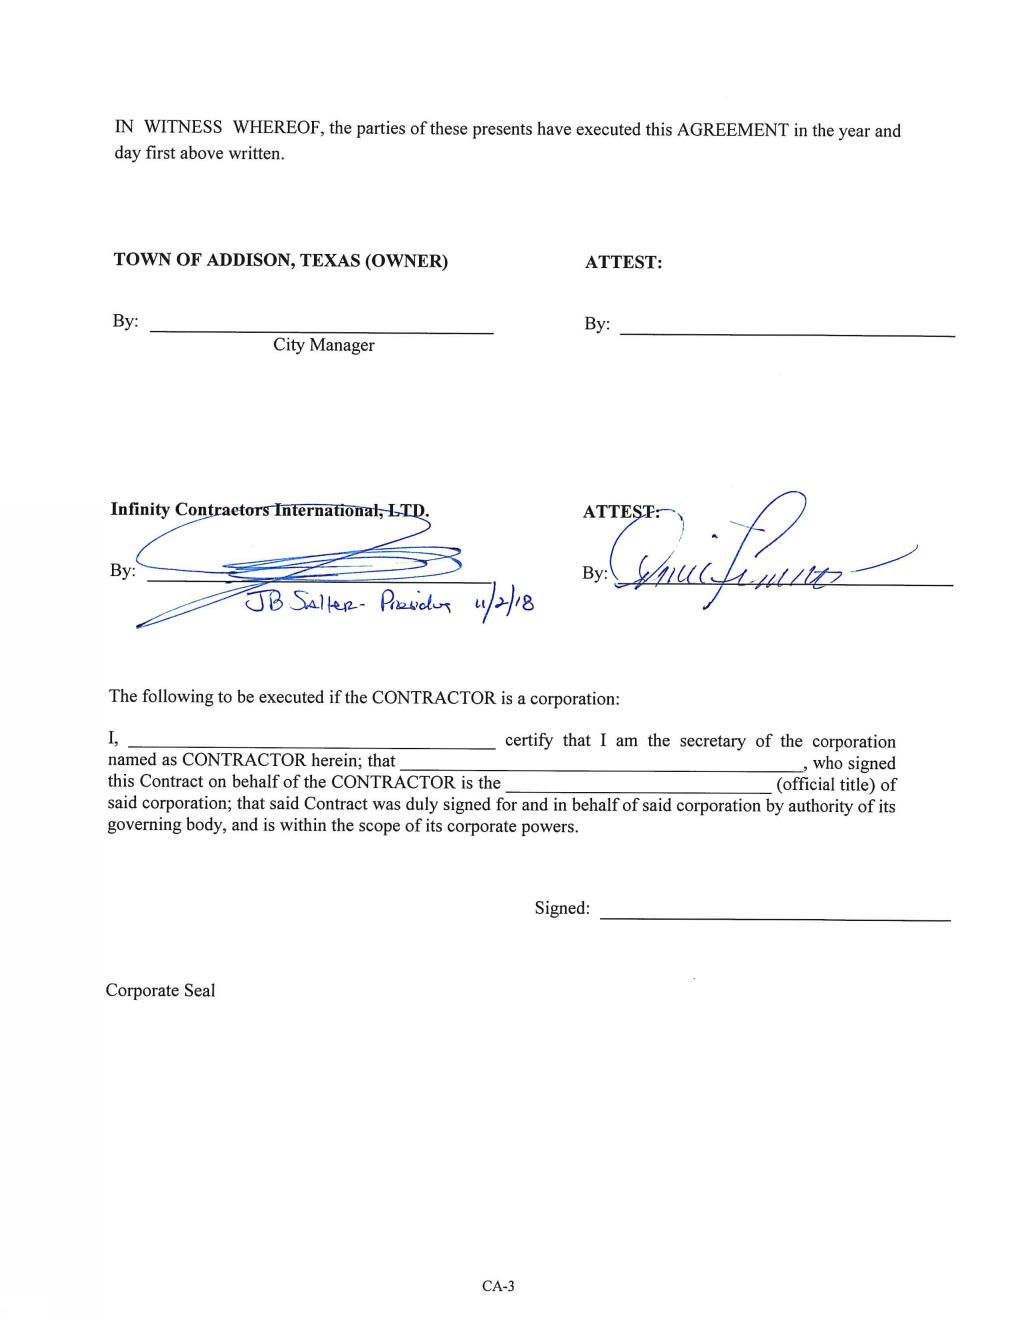 IN WITNESS WHEREOF, the parties of these presents have executed this AGREEMENT in the year and
day first above written.
TOWN OF ADDISON, TEXAS (OWNER)
ATTEST:
By:
By:
City Manager
Infinity Contractors International, LTD.
ATTEST:
By:
By:
JB Salter- 11/2/18
The following to be executed if the CONTRACTOR is a corporation:
I, certify that I am the secretary of the corporation
named as CONTRACTOR herein; that , who signed
this Contract on behalf of the CONTRACTOR is the (official title) of
said corporation; that said Contract was duly signed for and in behalf of said corporation by authority of its
governing body, and is within the scope of its corporate powers.
Signed:
Corporate Seal
CA-3